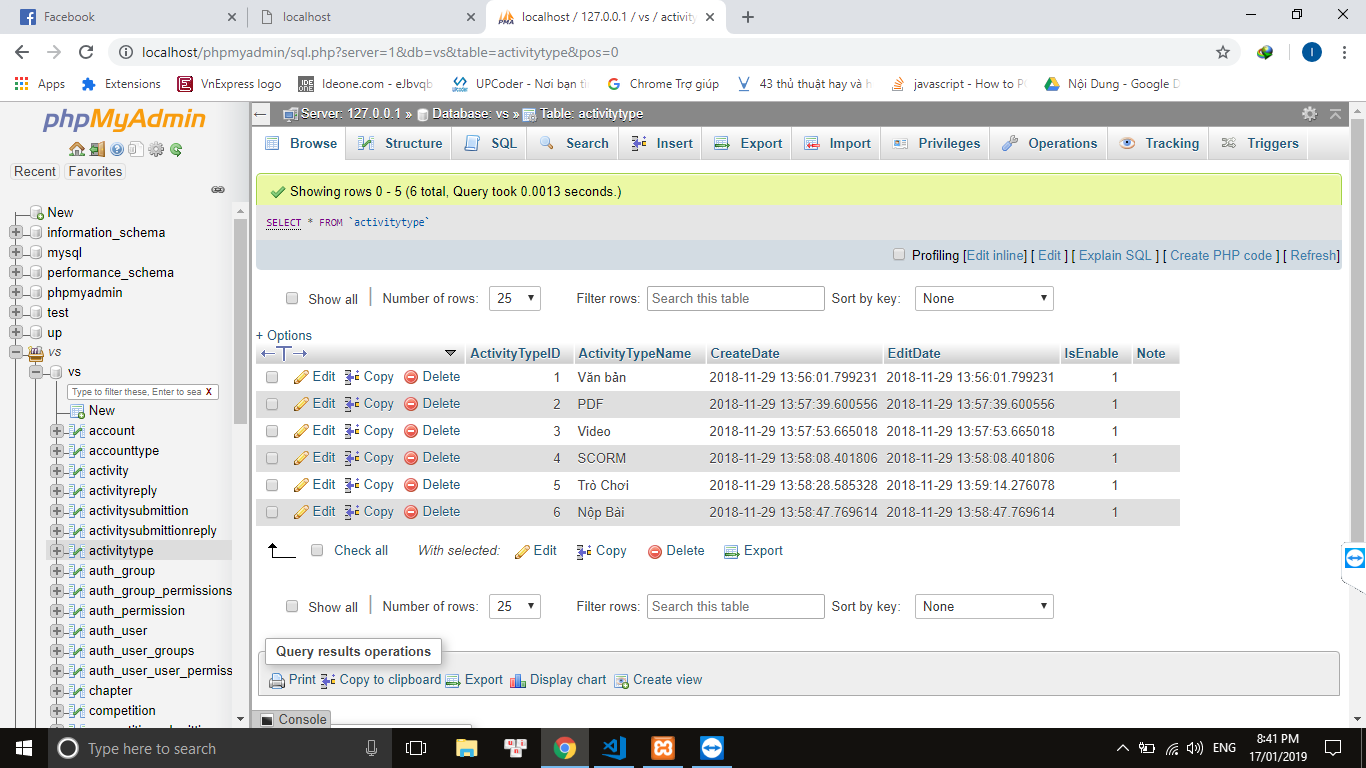 Facebook
localhost
localhost / 127.0.0.1 / vs / activity
localhost/phpmyadmin/sql.php?server=1&db=vs&table=activitytype&pos=0
I
Apps
Extensions
VnExpress logo
Ideone.com - eJbvqb
UPCoder - Nơi bạn
Chrome Trợ giúp
43 thủ thuật hay và h
javascript - How to P
Nội Dung - Google D
phpMyAdmin
Recent
Favorites
New
information_schema
mysql
performance_schema
phpmyadmin
test
up
vs
vs
Type to filter these, Enter to sea X
New
account
accounttype
activity
activityreply
activitysubmittion
activitysubmittionreply
activitytype
auth_group
auth_group_permissions
auth_permission
auth_user
auth_user_groups
auth_user_user_permiss
chapter
competition
Server: 127.0.0.1 » Database: vs » Table: activitytype
Browse
Structure
SQL
Search
Insert
Export
Import
Privileges
Operations
Tracking
Triggers
Showing rows 0 - 5 (6 total, Query took 0.0013 seconds.)
SELECT * FROM `activitytype`
Profiling [Edit inline] [ Edit ] [ Explain SQL ] [ Create PHP code ] [ Refresh]
Show all
Number of rows: 25
Filter rows: Search this table
Sort by key: None
+ Options
ActivityTypeID ActivityTypeName CreateDate EditDate IsEnable Note
Edit Copy Delete 1 Văn bản 2018-11-29 13:56:01.799231 2018-11-29 13:56:01.799231 1
Edit Copy Delete 2 PDF 2018-11-29 13:57:39.600556 2018-11-29 13:57:39.600556 1
Edit Copy Delete 3 Video 2018-11-29 13:57:53.665018 2018-11-29 13:57:53.665018 1
Edit Copy Delete 4 SCORM 2018-11-29 13:58:08.401806 2018-11-29 13:58:08.401806 1
Edit Copy Delete 5 Trò Chơi 2018-11-29 13:58:28.585328 2018-11-29 13:59:14.276078 1
Edit Copy Delete 6 Nộp Bài 2018-11-29 13:58:47.769614 2018-11-29 13:58:47.769614 1
Check all
With selected:
Edit
Copy
Delete
Export
Show all
Number of rows: 25
Filter rows: Search this table
Sort by key: None
Query results operations
Print
Copy to clipboard
Export
Display chart
Create view
Console
Type here to search
ENG
8:41 PM
17/01/2019